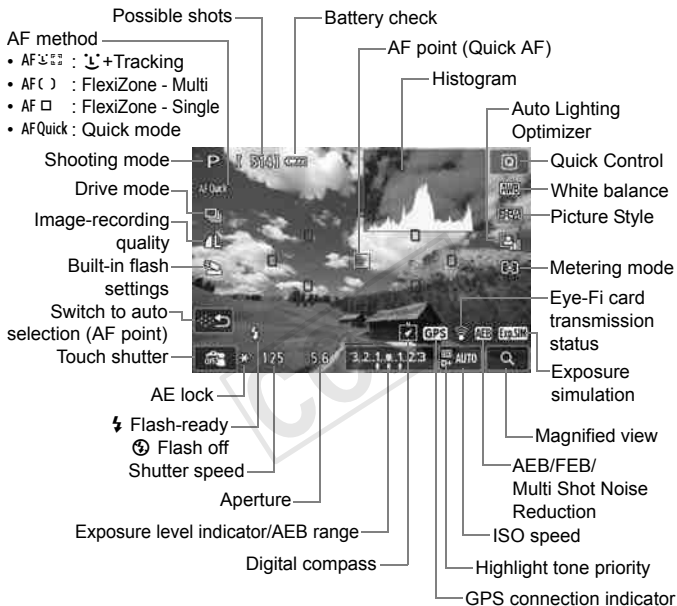 Possible shots
Battery check
AF method
• AF : +Tracking
• AF( ) : FlexiZone - Multi
• AF□ : FlexiZone - Single
• AFQuick : Quick mode
AF point (Quick AF)
Histogram
Auto Lighting
Optimizer
Shooting mode
P
[ 514]
Quick Control
Drive mode
AFQuick
AWB
White balance
Image-recording
quality
Picture Style
Built-in flash
settings
Metering mode
Switch to auto
selection (AF point)
Eye-Fi card
transmission
status
Touch shutter
OFF
125
5.6
3..2..1..0..1..2:3
GPS
D+
AUTO
AEB
Exp.SIM
Exposure
simulation
AE lock
Flash-ready
Flash off
Magnified view
Shutter speed
AEB/FEB/
Multi Shot Noise
Reduction
Aperture
Exposure level indicator/AEB range
ISO speed
Digital compass
Highlight tone priority
GPS connection indicator